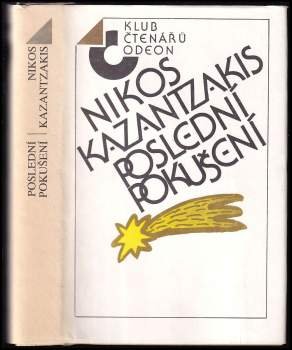 KLUB
ČTENÁŘŮ
ODEON
NIKOS
KAZANTZAKIS
POSLEDNÍ
POKUŠENÍ
NIKOS
KAZANTZAKIS
POSLEDNÍ
POKUŠENÍ